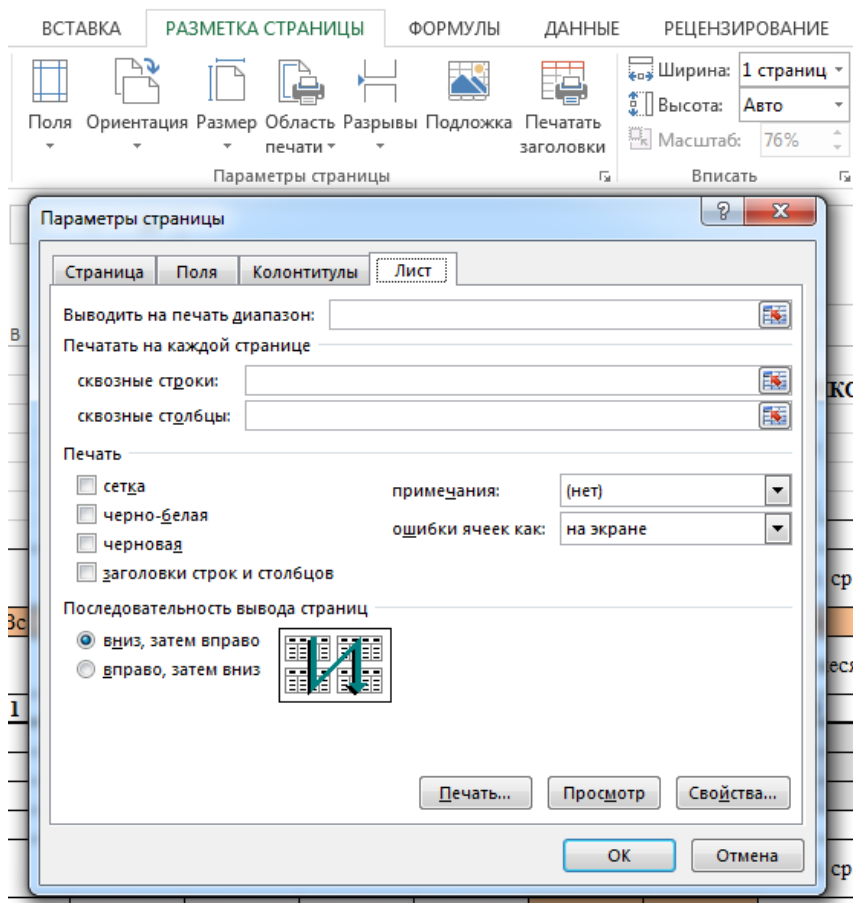 ВСТАВКА РАЗМЕТКА СТРАНИЦЫ ФОРМУЛЫ ДАННЫЕ РЕЦЕНЗИРОВАНИЕ
Ширина: 1 страниц
Высота: Авто
Масштаб: 76%
Поля Ориентация Размер Область печати Разрывы Подложка Печатать заголовки
Параметры страницы Вписать
Параметры страницы
Страница Поля Колонтитулы Лист
Выводить на печать диапазон:
B
Печатать на каждой странице
сквозные строки:
сквозные столбцы:
Печать
сетка
примечания: (нет)
черно-белая
ошибки ячеек как: на экране
черновая
заголовки строк и столбцов
Последовательность вывода страниц
вниз, затем вправо
вправо, затем вниз
1
Печать... Просмотр Свойства...
ОК Отмена